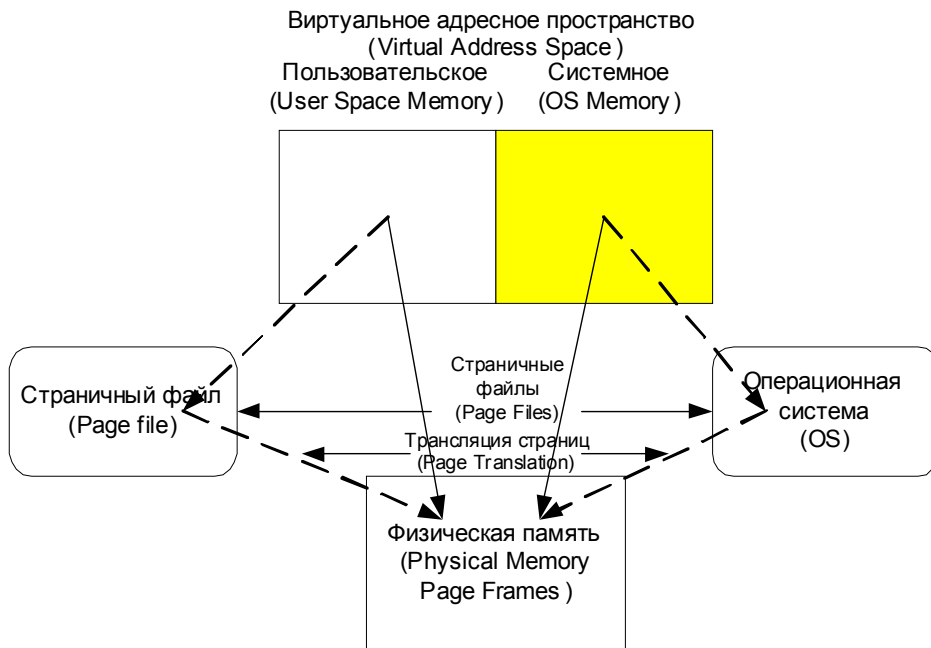 Виртуальное адресное пространство
(Virtual Address Space)
Пользовательское
(User Space Memory)
Системное
(OS Memory)
Страничный файл
(Page file)
Страничные
файлы
(Page Files)
Трансляция страниц
(Page Translation)
Операционная
система
(OS)
Физическая память
(Physical Memory
Page Frames)